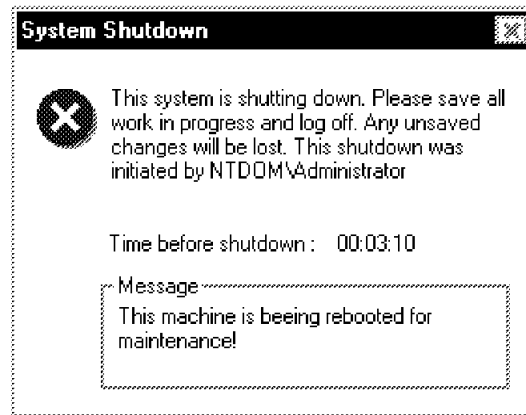 System Shutdown
This system is shutting down. Please save all
work in progress and log off. Any unsaved
changes will be lost. This shutdown was
initiated by NTDOM\Administrator
Time before shutdown : 00:03:10
Message
This machine is beeing rebooted for
maintenance!